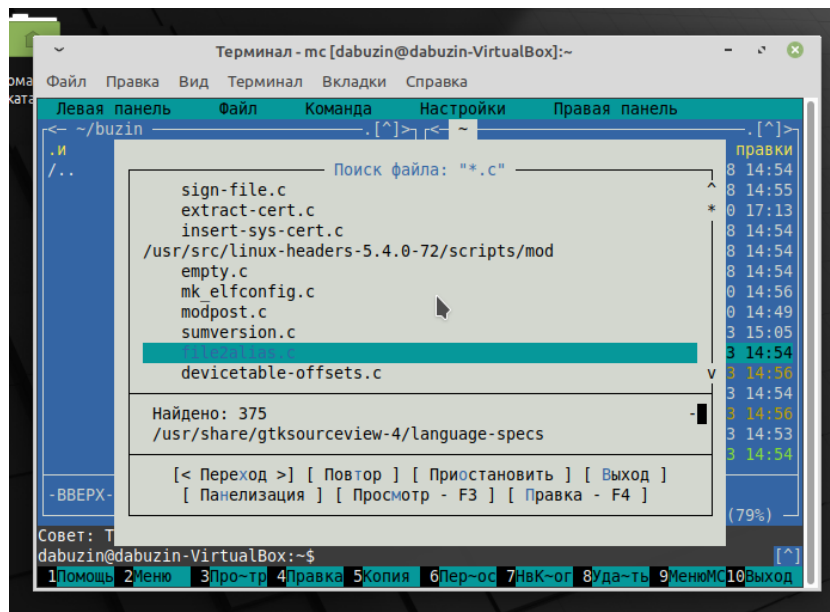 Терминал - mc [dabuzin@dabuzin-VirtualBox]:~
Файл Правка Вид Терминал Вкладки Справка
Левая панель Файл Команда Настройки Правая панель
<— ~/buzin .[^]> <— ~ .[^]>
.и правки
/.. 8 14:54
Поиск файла: "*.c"
sign-file.c ^ 8 14:55
extract-cert.c * 0 17:13
insert-sys-cert.c 8 14:54
/usr/src/linux-headers-5.4.0-72/scripts/mod 8 14:54
empty.c 8 14:54
mk_elfconfig.c 0 14:56
modpost.c 0 14:49
sumversion.c 3 15:05
file2alias.c 3 14:54
devicetable-offsets.c v 3 14:56
3 14:54
Найдено: 375 - 3 14:56
/usr/share/gtksourceview-4/language-specs 3 14:53
3 14:54
[< Переход >] [ Повтор ] [ Приостановить ] [ Выход ]
-ВВЕРХ- [ Панелизация ] [ Просмотр - F3 ] [ Правка - F4 ]
(79%)
Совет: Т
dabuzin@dabuzin-VirtualBox:~$ [^]
1Помощь 2Меню 3Про~тр 4Правка 5Копия 6Пер~ос 7НвК~ог 8Уда~ть 9МенюМС 10Выход